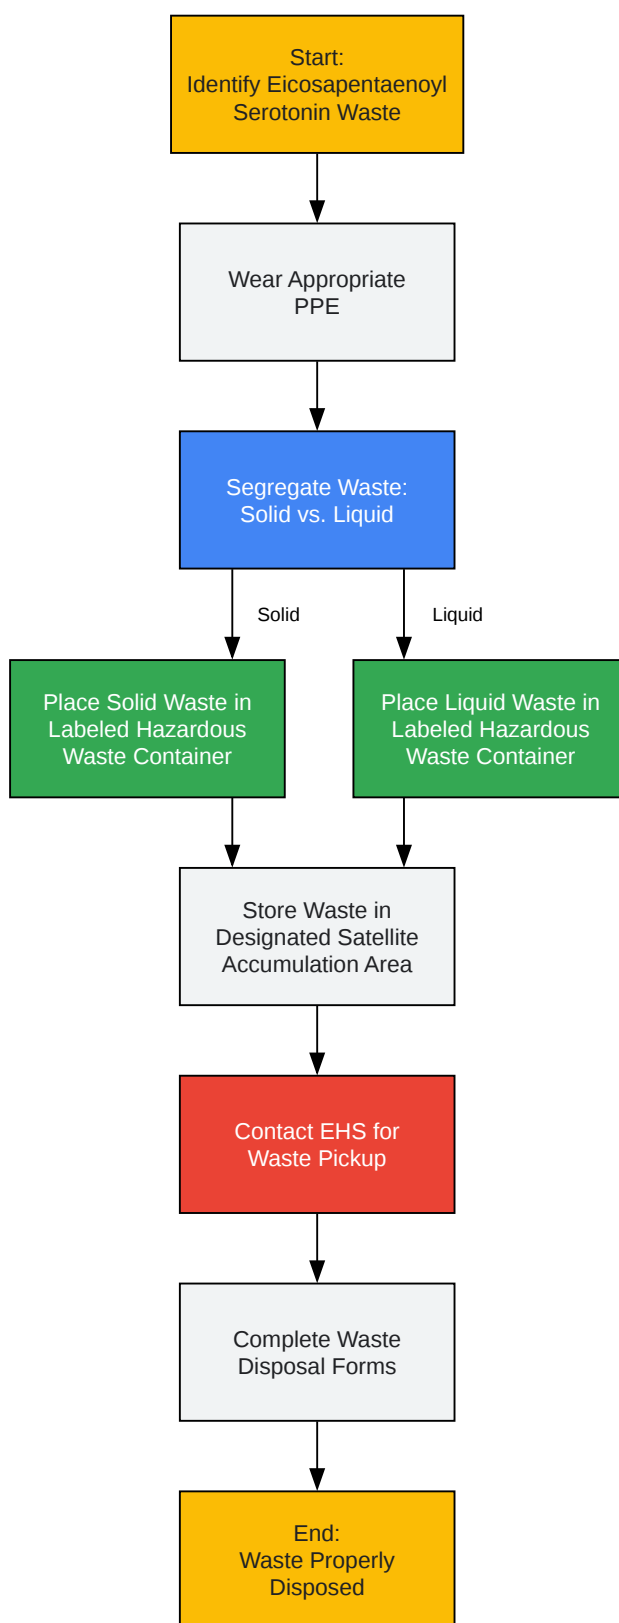 Start:
Identify Eicosapentaenoyl
Serotonin Waste
Wear Appropriate
PPE
Segregate Waste:
Solid vs. Liquid
Solid
Liquid
Place Solid Waste in
Labeled Hazardous
Waste Container
Place Liquid Waste in
Labeled Hazardous
Waste Container
Store Waste in
Designated Satellite
Accumulation Area
Contact EHS for
Waste Pickup
Complete Waste
Disposal Forms
End:
Waste Properly
Disposed